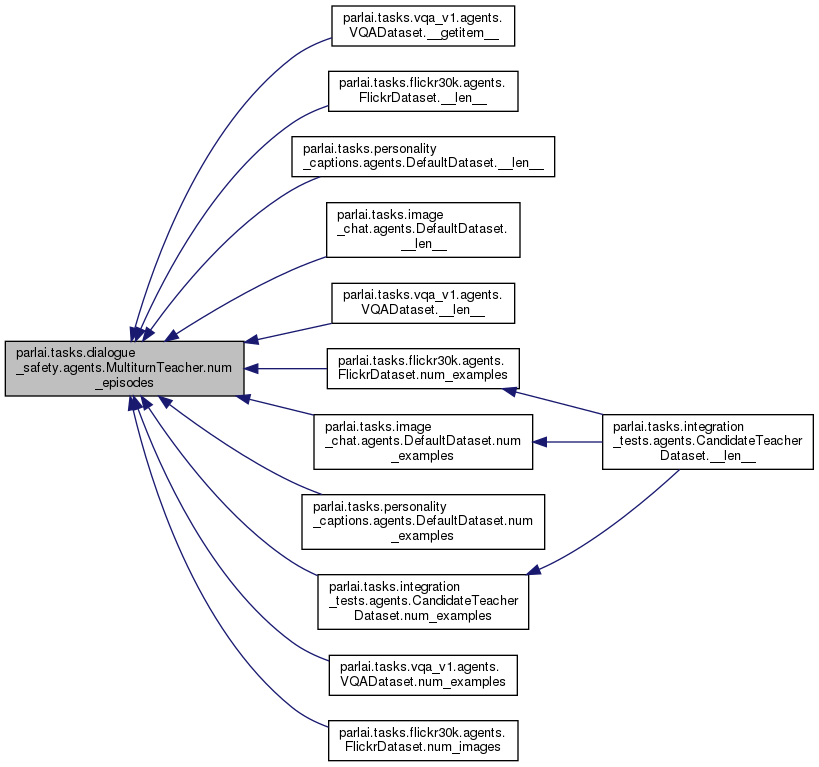 parlai.tasks.vqa_v1.agents.
VQADataset.__getitem__
parlai.tasks.flickr30k.agents.
FlickrDataset.__len__
parlai.tasks.personality
_captions.agents.DefaultDataset.__len__
parlai.tasks.image
_chat.agents.DefaultDataset.
__len__
parlai.tasks.vqa_v1.agents.
VQADataset.__len__
parlai.tasks.dialogue
_safety.agents.MultiturnTeacher.num
_episodes
parlai.tasks.flickr30k.agents.
FlickrDataset.num_examples
parlai.tasks.image
_chat.agents.DefaultDataset.num
_examples
parlai.tasks.integration
_tests.agents.CandidateTeacher
Dataset.__len__
parlai.tasks.personality
_captions.agents.DefaultDataset.num
_examples
parlai.tasks.integration
_tests.agents.CandidateTeacher
Dataset.num_examples
parlai.tasks.vqa_v1.agents.
VQADataset.num_examples
parlai.tasks.flickr30k.agents.
FlickrDataset.num_images